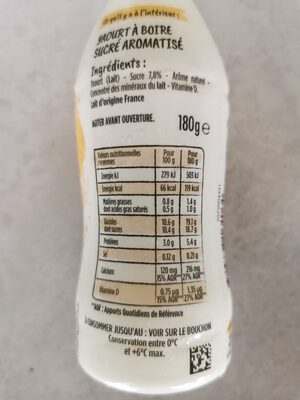 Ce qu'il y a à l'intérieur :
YAOURT À BOIRE
SUCRÉ AROMATISÉ
Ingrédients :
Yaourt (Lait) - Sucre 7,8% - Arôme naturel -
Concentré des minéraux du lait - Vitamine D.
Lait d'origine France
AGITER AVANT OUVERTURE.
180g e
Valeurs nutritionnelles moyennes Pour 100 g Pour 180 g
Energie kJ 279 kJ 503 kJ
Energie kcal 66 kcal 119 kcal
Matières grasses 0.8 g 1.4 g
dont acides gras saturés 0.5 g 1.0 g
Glucides 10.6 g 19.1 g
dont sucres 10.4 g 18.7 g
Protéines 3.0 g 5.4 g
Sel 0.12 g 0.21 g
Calcium 120 mg 216 mg
15% AQR** 27% AQR**
Vitamine D 0.75 µg 1.35 µg
15% AQR** 27% AQR**
: Apports Quotidiens de Référence
À CONSOMMER JUSQU'AU : VOIR SUR LE BOUCHON
Conservation entre 0°C
et +6°C max.